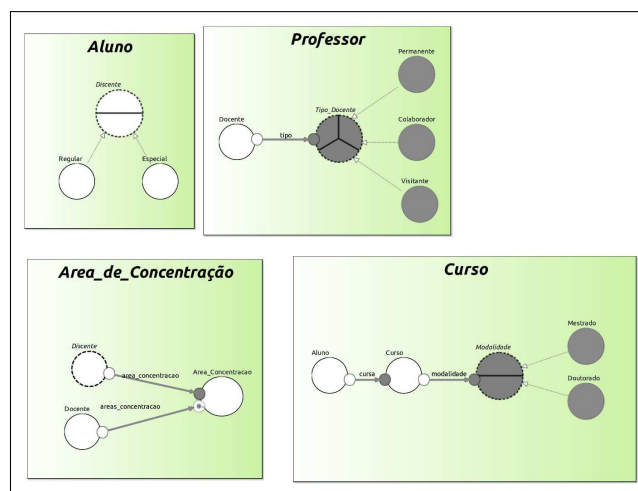 Aluno
Discente
Regular
Especial
Professor
Permanente
Tipo_Docente
Docente
tipo
Colaborador
Visitante
Area_de_Concentração
Discente
area_concentracao
Area_Concentracao
Docente
areas_concentracao
Curso
Mestrado
Modalidade
Aluno
Curso
cursa
modalidade
Doutorado